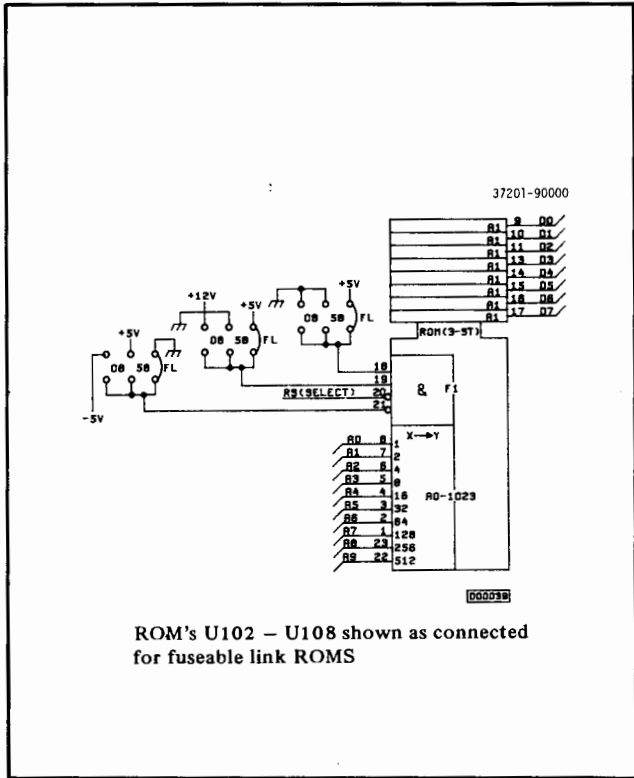 37201-90000
A1 9 D0
A1 10 D1
A1 11 D2
A1 13 D3
A1 14 D4
A1 15 D5
A1 16 D6
A1 17 D7
ROM(3-ST)
+5V
+12V
+5V
08 58 FL
+5V
08 58 FL
08 58 FL
-5V
18
19
RS(SELECT) 20
21
& F1
X→Y
A0 8 1
A1 7 2
A2 6 4
A3 5 8
A4 4 16
A5 3 32
A6 2 64
A7 1 128
A8 23 256
A9 22 512
A0-1023
000039
ROM's U102 – U108 shown as connected
for fuseable link ROMS